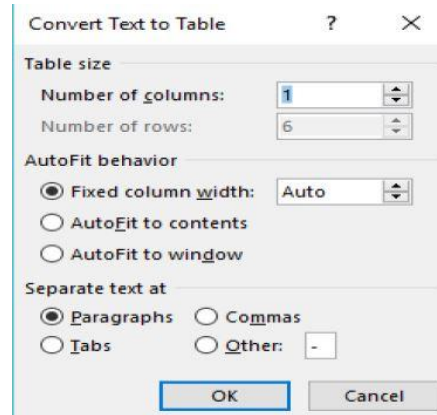 Convert Text to Table ? ×
Table size
Number of columns: 1
Number of rows: 6
AutoFit behavior
Fixed column width: Auto
AutoFit to contents
AutoFit to window
Separate text at
Paragraphs Commas
Tabs Other: -
OK Cancel